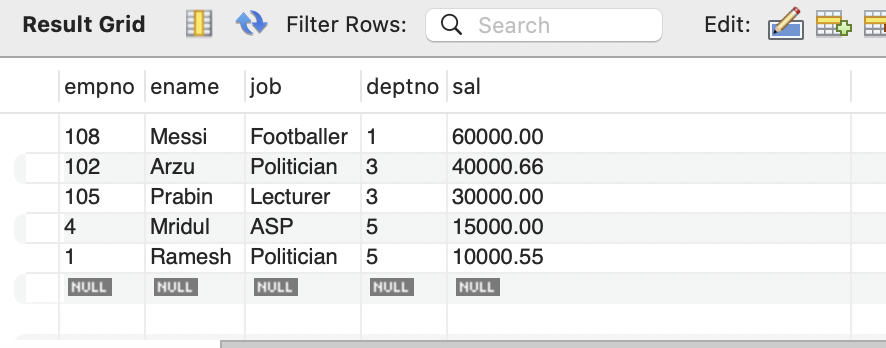 Result Grid Filter Rows: Search Edit:
empno ename job deptno sal
108 Messi Footballer 1 60000.00
102 Arzu Politician 3 40000.66
105 Prabin Lecturer 3 30000.00
4 Mridul ASP 5 15000.00
1 Ramesh Politician 5 10000.55
NULL NULL NULL NULL NULL